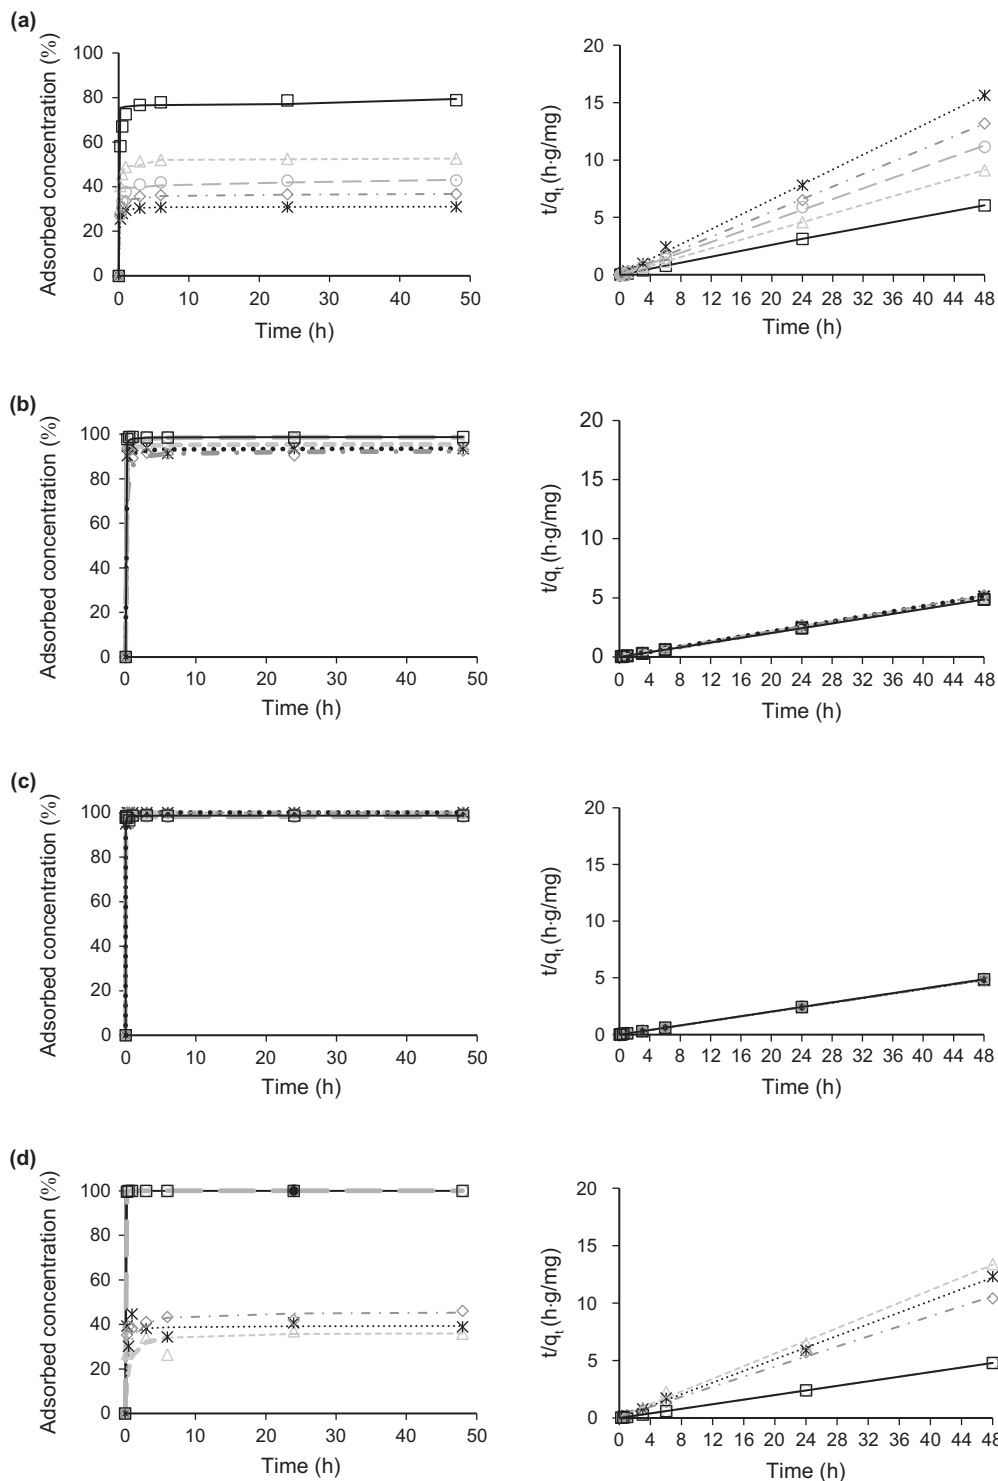 (a)
Adsorbed concentration (%)
100
80
60
40
20
0
0 10 20 30 40 50
Time (h)
t/qt (h·g/mg)
20
15
10
5
0
0 4 8 12 16 20 24 28 32 36 40 44 48
Time (h)
(b)
Adsorbed concentration (%)
100
80
60
40
20
0
0 10 20 30 40 50
Time (h)
t/qt (h·g/mg)
20
15
10
5
0
0 4 8 12 16 20 24 28 32 36 40 44 48
Time (h)
(c)
Adsorbed concentration (%)
100
80
60
40
20
0
0 10 20 30 40 50
Time (h)
t/qt (h·g/mg)
20
15
10
5
0
0 4 8 12 16 20 24 28 32 36 40 44 48
Time (h)
(d)
Adsorbed concentration (%)
100
80
60
40
20
0
0 10 20 30 40 50
Time (h)
t/qt (h·g/mg)
20
15
10
5
0
0 4 8 12 16 20 24 28 32 36 40 44 48
Time (h)